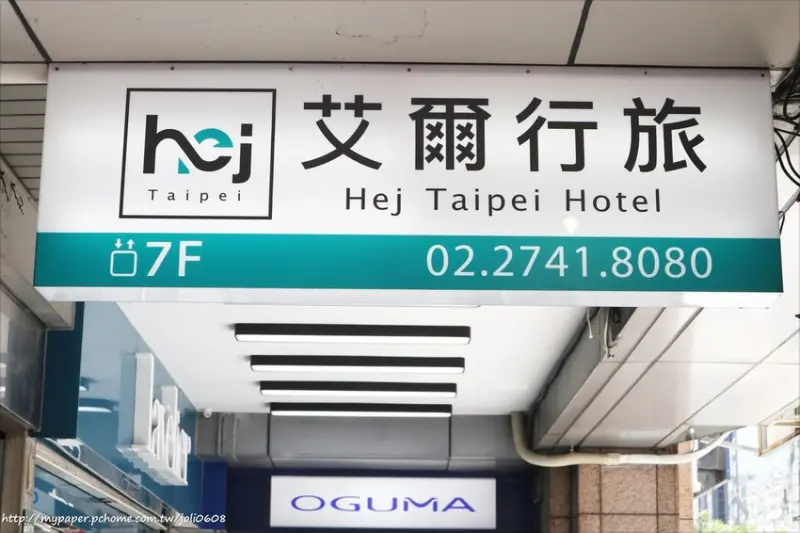 hej
Taipei
艾爾行旅
Hej Taipei Hotel
7F
02.2741.8080
OGUMA
http://mypaper.pchome.com.tw/joli0608